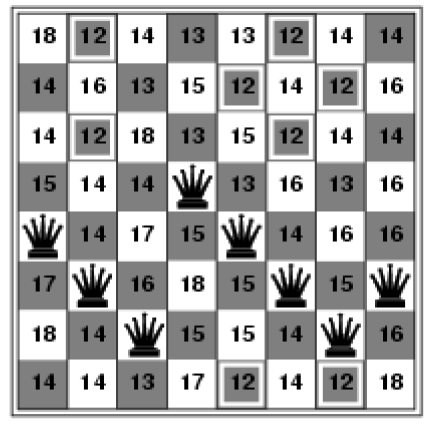 18 12 14 13 13 12 14 14
14 16 13 15 12 14 12 16
14 12 18 13 15 12 14 14
15 14 14 13 16 13 16
14 17 15 14 16 16
17 16 18 15 15
18 14 15 15 14 16
14 14 13 17 12 14 12 18